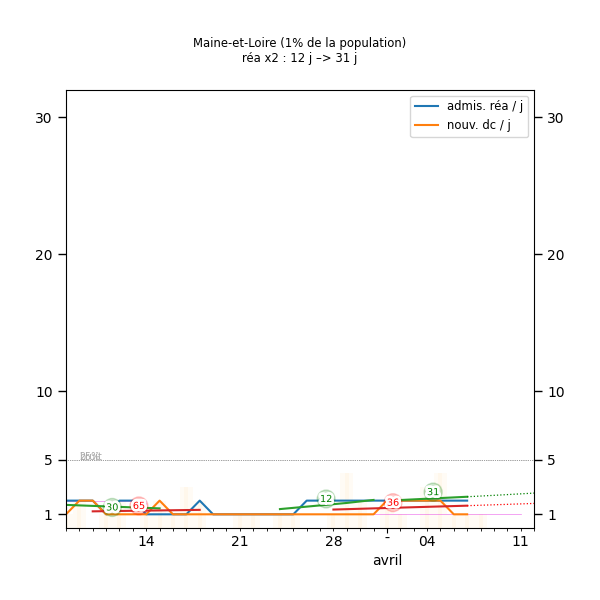 Maine-et-Loire (1% de la population)
réa x2 : 12 j –> 31 j
admis. réa / j
nouv. dc / j
30 30
20 20
10 10
5 5
1 1
30 65 12 36 31
14 21 28 04 11
avril